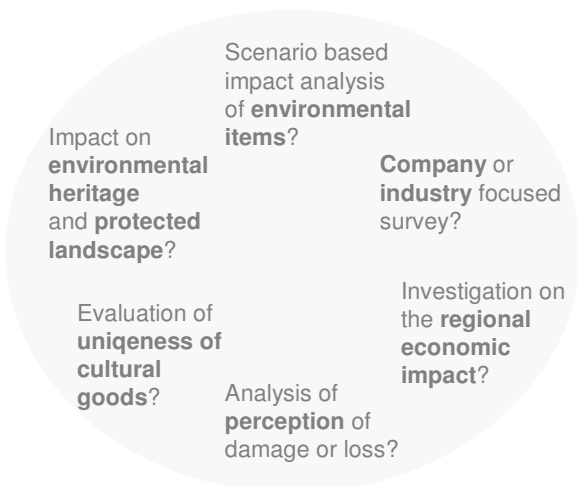 Scenario based
impact analysis
of environmental
items?
Impact on
environmental
heritage
and protected
landscape?
Company or
industry focused
survey?
Investigation on
the regional
economic
impact?
Evaluation of
uniqeness of
cultural
goods?
Analysis of
perception of
damage or loss?